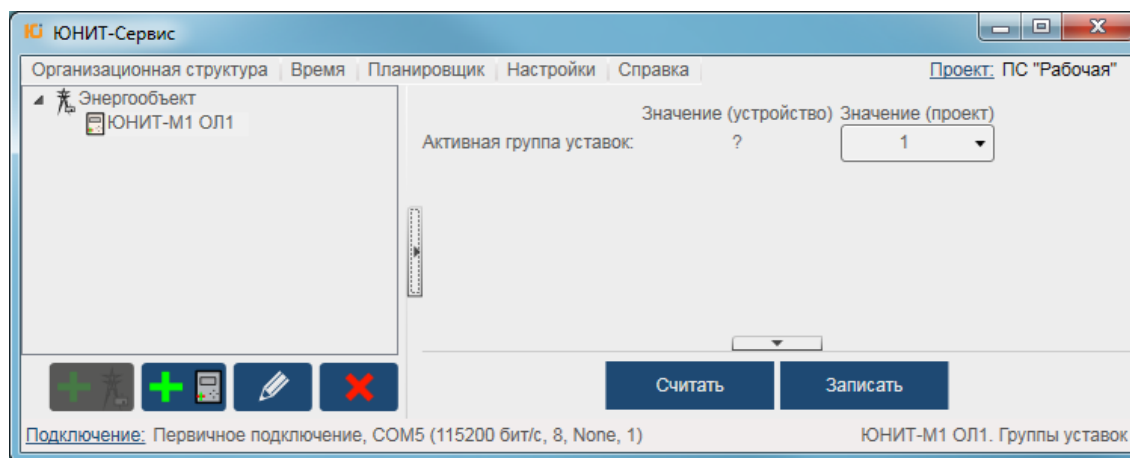 ЮНИТ-Сервис
Организационная структура Время Планировщик Настройки Справка Проект: ПС "Рабочая"
Энергообъект
ЮНИТ-М1 ОЛ1
Значение (устройство) Значение (проект)
Активная группа уставок: ? 1
Считать Записать
Подключение: Первичное подключение, COM5 (115200 бит/с, 8, None, 1) ЮНИТ-М1 ОЛ1. Группы уставок